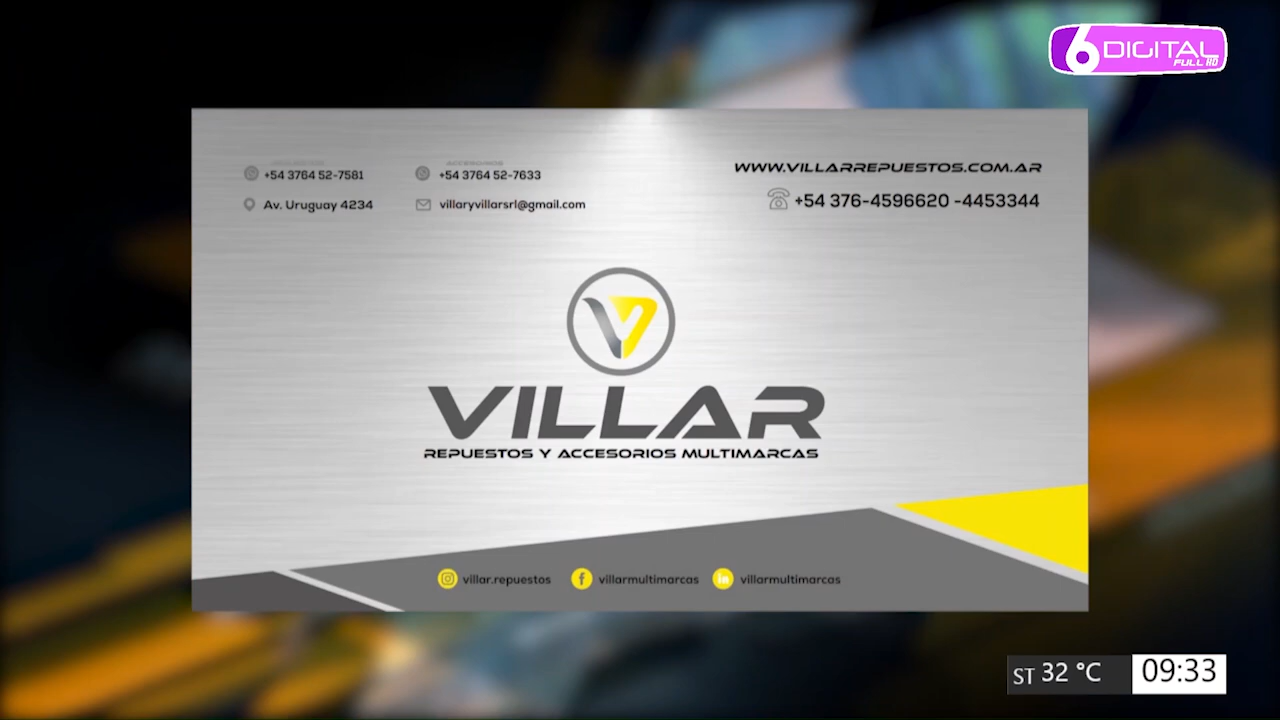 6 DIGITAL
FULL HD
ACCESORIOS
+54 3764 52-7581
+54 3764 52-7633
WWW.VILLARREPUESTOS.COM.AR
Av. Uruguay 4234
villaryvillarsrl@gmail.com
+54 376-4596620 -4453344
VILLAR
REPUESTOS Y ACCESORIOS MULTIMARCAS
villar.repuestos
villarmultimarcas
villarmultimarcas
ST 32 °C
09:33